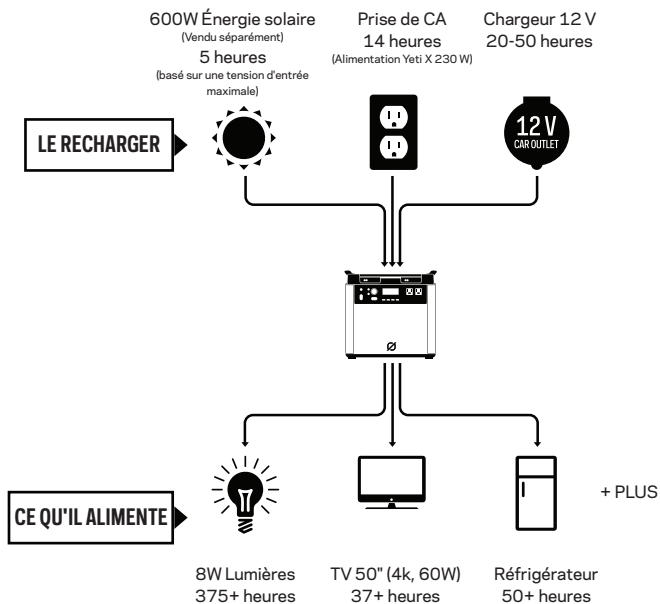 600W Énergie solaire
(Vendu séparément)
5 heures
(basé sur une tension d'entrée
maximale)
Prise de CA
14 heures
(Alimentation Yeti X 230 W)
Chargeur 12 V
20-50 heures
LE RECHARGER
12 V
CAR OUTLET
CE QU'IL ALIMENTE
+ PLUS
8W Lumières
375+ heures
TV 50" (4k, 60W)
37+ heures
Réfrigérateur
50+ heures